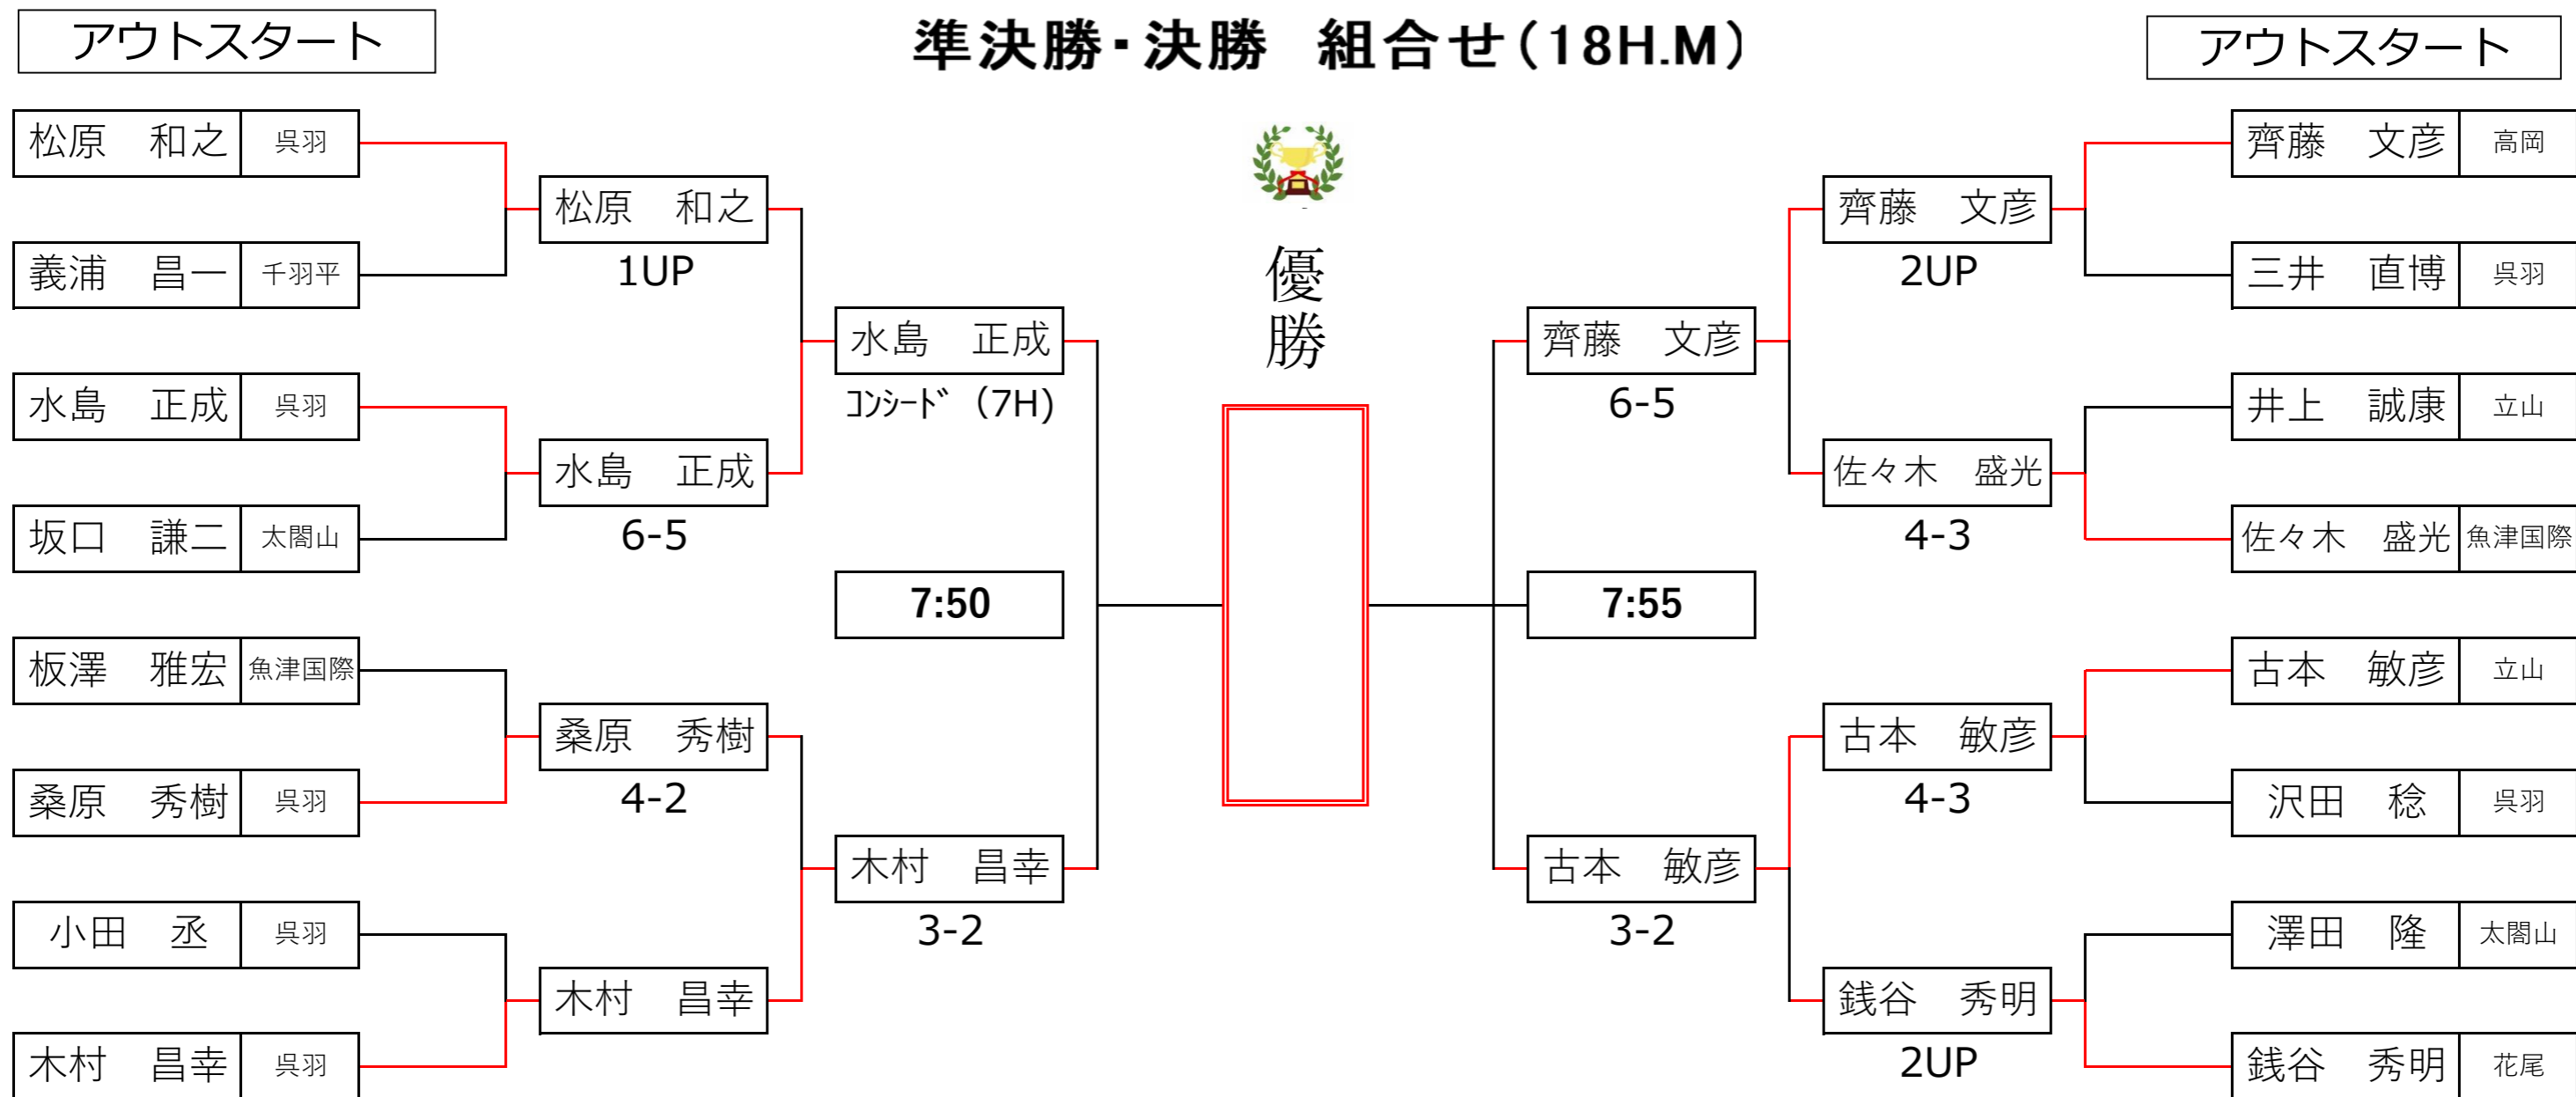 アウトスタート
準決勝・決勝　組合せ(18H.M)
アウトスタート
松原　和之 呉羽
義浦　昌一 千羽平
水島　正成 呉羽
坂口　謙二 太閤山
板澤　雅宏 魚津国際
桑原　秀樹 呉羽
小田　丞 呉羽
木村　昌幸 呉羽
松原　和之
1UP
水島　正成
6-5
桑原　秀樹
4-2
木村　昌幸
水島　正成
ｺﾝｼｰﾄﾞ (7H)
7:50
木村　昌幸
3-2
優勝
齊藤　文彦
6-5
7:55
古本　敏彦
3-2
齊藤　文彦
2UP
佐々木　盛光
4-3
古本　敏彦
4-3
銭谷　秀明
2UP
齊藤　文彦 高岡
三井　直博 呉羽
井上　誠康 立山
佐々木　盛光 魚津国際
古本　敏彦 立山
沢田　稔 呉羽
澤田　隆 太閤山
銭谷　秀明 花尾